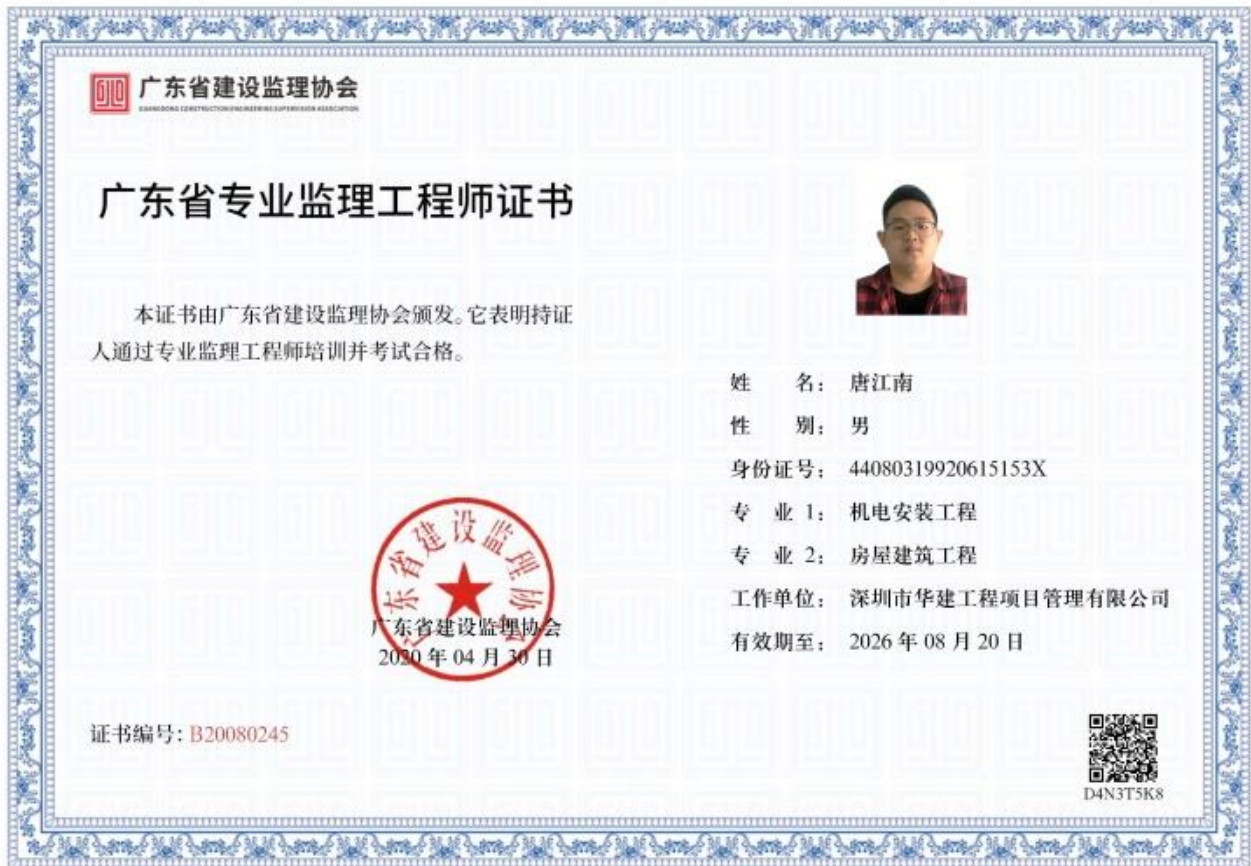 广东省建设监理协会
GUANGDONG CONSTRUCTION ENGINEERING SUPERVISION ASSOCIATION
广东省专业监理工程师证书
本证书由广东省建设监理协会颁发。它表明持证
人通过专业监理工程师培训并考试合格。
姓 名： 唐江南
性 别： 男
身份证号： 44080319920615153X
专 业 1： 机电安装工程
专 业 2： 房屋建筑工程
工作单位： 深圳市华建工程项目管理有限公司
有效期至： 2026 年 08 月 20 日
广东省建设监理协会
广东省建设监理协会
2020 年 04 月 30 日
证书编号: B20080245
D4N3T5K8